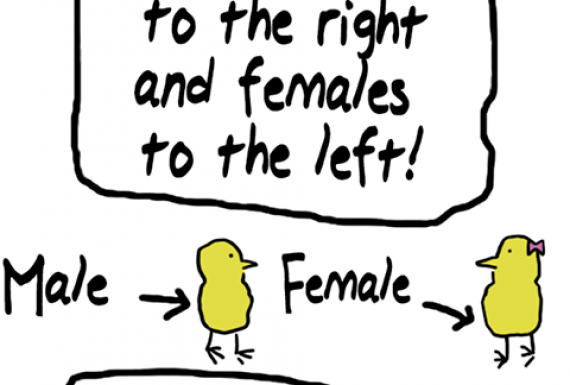 to the right
and females
to the left!
Male
Female